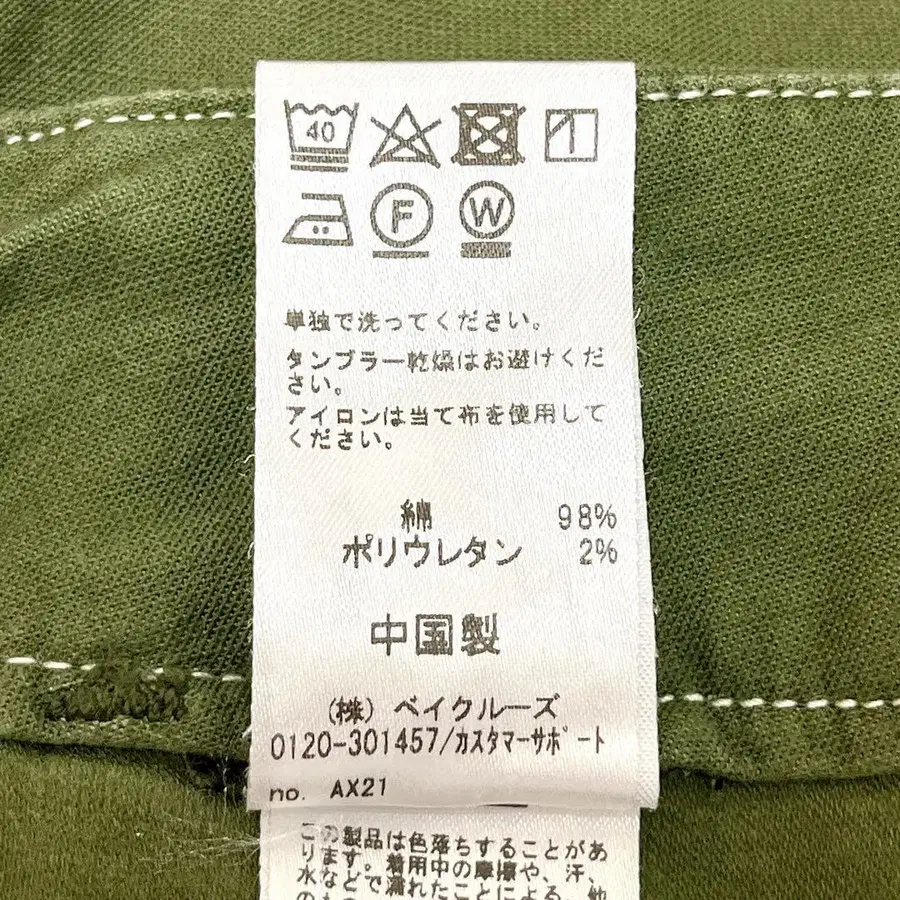 40
F W
単独で洗ってください。
タンブラー乾燥はお避けくだ
さい。
アイロンは当て布を使用して
ください。
綿 98%
ポリウレタン 2%
中国製
(株) ベイクルーズ
0120-301457/カスタマーサポート
no. AX21
この製品は色落ちすることがあ
ります。着用中の摩擦や、汗、
水などで濡れたことによる、他